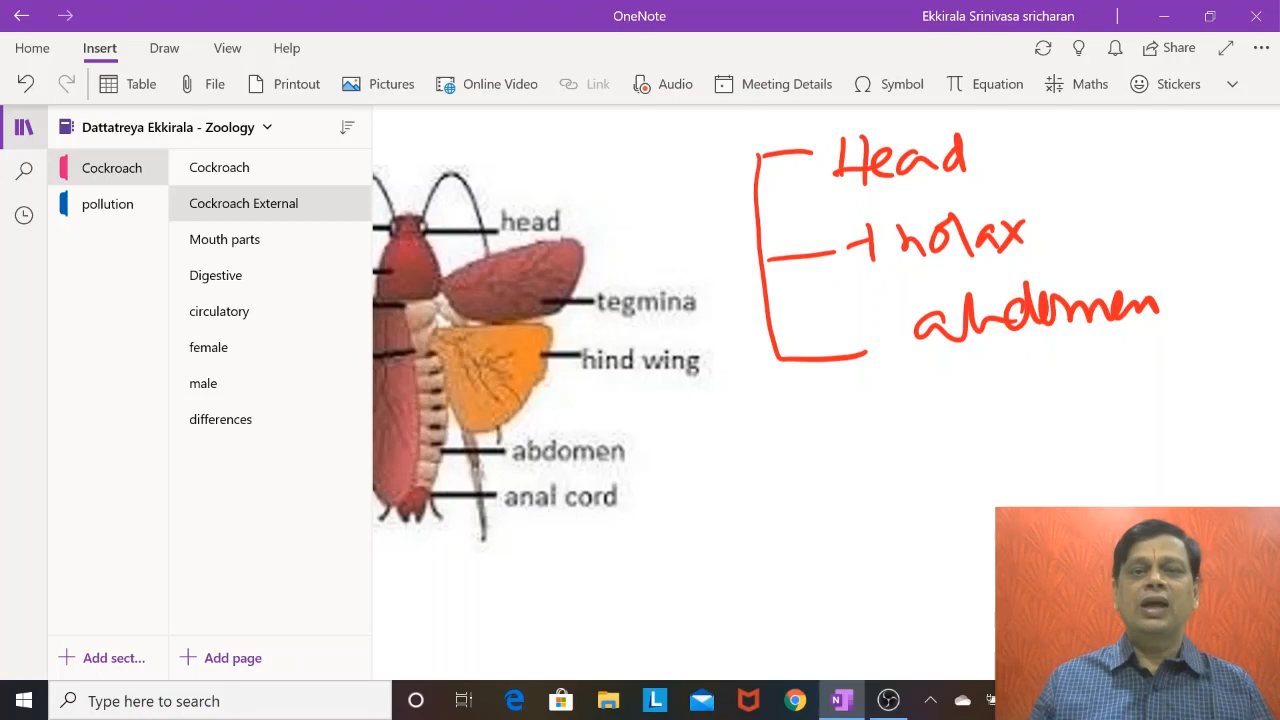 OneNote
Ekkirala Srinivasa sricharan
Home Insert Draw View Help
Share
Table File Printout Pictures Online Video Link Audio Meeting Details Symbol Equation Maths Stickers
Dattatreya Ekkirala - Zoology
Cockroach
pollution
Cockroach
Cockroach External
Mouth parts
Digestive
circulatory
female
male
differences
Add sect...
Add page
head
tegmina
hind wing
abdomen
anal cord
Head
thorax
abdomen
Type here to search